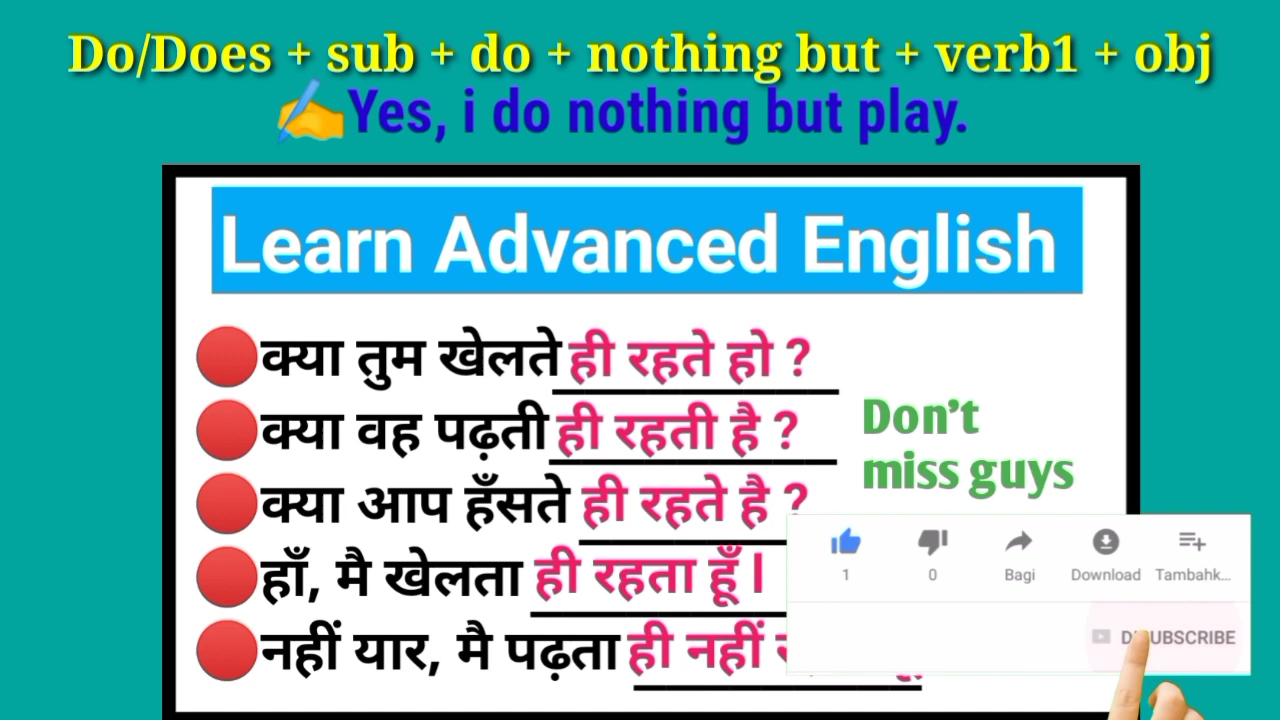 Do/Does + sub + do + nothing but + verb1 + obj
Yes, i do nothing but play.
Learn Advanced English
क्या तुम खेलते ही रहते हो ?
क्या वह पढ़ती ही रहती है ?
क्या आप हँसते ही रहते है ?
हाँ, मै खेलता ही रहता हूँ l
नहीं यार, मै पढ़ता ही नहीं
Don't
miss guys
1 0 Bagi Download Tambahk...